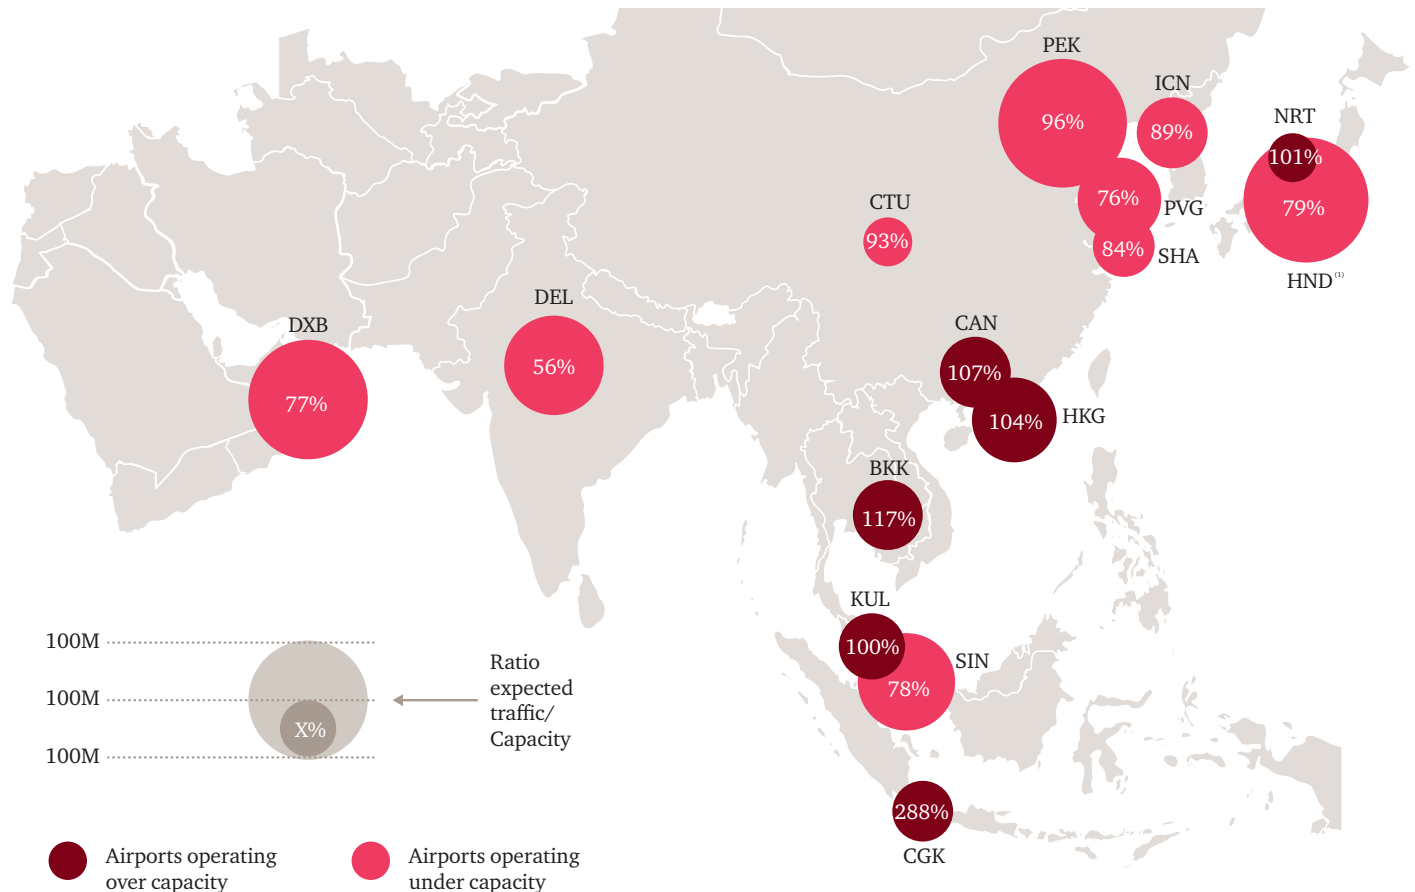 PEK
96%
ICN
89%
NRT
101%
79%
HND (1)
76%
PVG
84%
SHA
CTU
93%
DEL
56%
DXB
77%
CAN
107%
104%
HKG
BKK
117%
KUL
100%
SIN
78%
288%
CGK
100M
100M
100M
X%
Ratio
expected
traffic/
Capacity
Airports operating
over capacity
Airports operating
under capacity